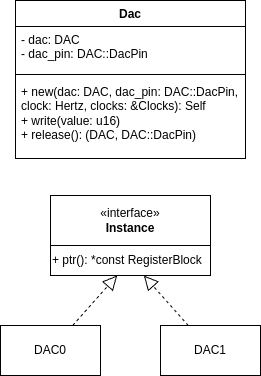 Dac
- dac: DAC
- dac_pin: DAC::DacPin
+ new(dac: DAC, dac_pin: DAC::DacPin,
clock: Hertz, clocks: &Clocks): Self
+ write(value: u16)
+ release(): (DAC, DAC::DacPin)
«interface»
Instance
+ ptr(): *const RegisterBlock
DAC0
DAC1